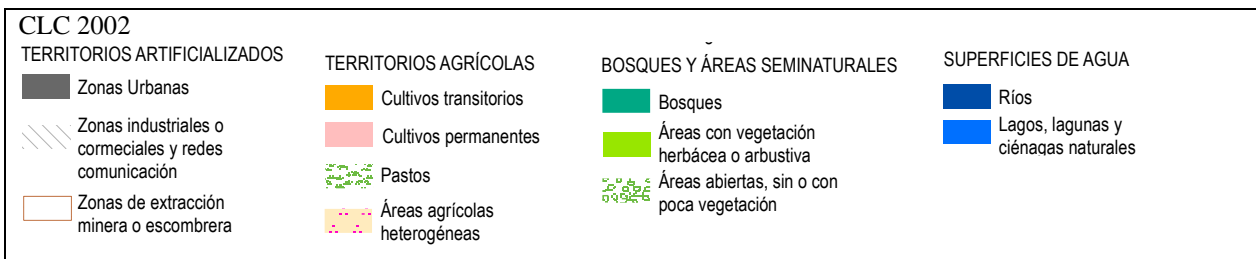 CLC 2002
TERRITORIOS ARTIFICIALIZADOS
Zonas Urbanas
Zonas industriales o
cormeciales y redes
comunicación
Zonas de extracción
minera o escombrera
TERRITORIOS AGRÍCOLAS
Cultivos transitorios
Cultivos permanentes
Pastos
Áreas agrícolas
heterogéneas
BOSQUES Y ÁREAS SEMINATURALES
Bosques
Áreas con vegetación
herbácea o arbustiva
Áreas abiertas, sin o con
poca vegetación
SUPERFICIES DE AGUA
Ríos
Lagos, lagunas y
ciénagas naturales